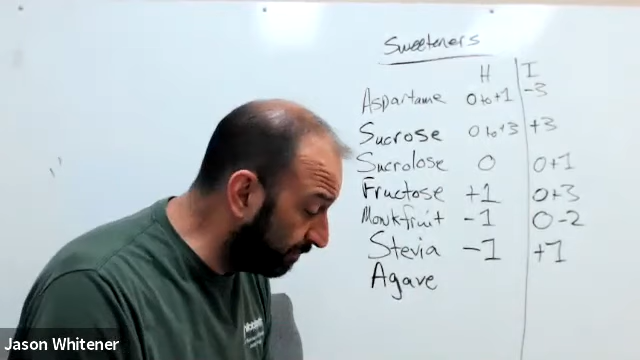 Sweeteners
H I
Aspartame 0 to +1 -3
Sucrose 0 to +3 +3
Sucrolose 0 0+1
Fructose +1 0+3
Monkfruit -1 0-2
Stevia -1 +1
Agave
Jason Whitener